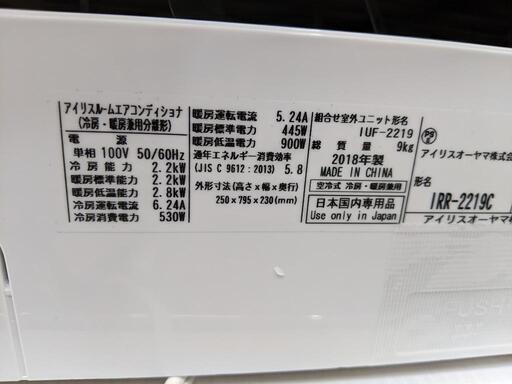 アイリスルームエアコンディショナ
(冷房・暖房兼用分離形)
電 源
単相 100V 50/60Hz
冷 房 能 力 2.2kW
暖房標準能力 2.2kW
暖房低温能力 2.8kW
冷房運転電流 6.24A
冷房消費電力 530W
暖房運転電流 5.24A
暖房標準電力 445W
暖房低温電力 900W
通年エネルギー消費効率
(JIS C 9612:2013) 5.8
外形寸法(高さx幅x奥行)
250x795x230(mm)
組合せ室外ユニット形名
IUF-2219
総 質 量 9kg
2018年製
MADE IN CHINA
空冷式 冷房・暖房兼用
日本国内専用品
Use only in Japan
PS E
アイリスオーヤマ株式会
形名
IRR-2219C
アイリスオーヤマ株
PUSH